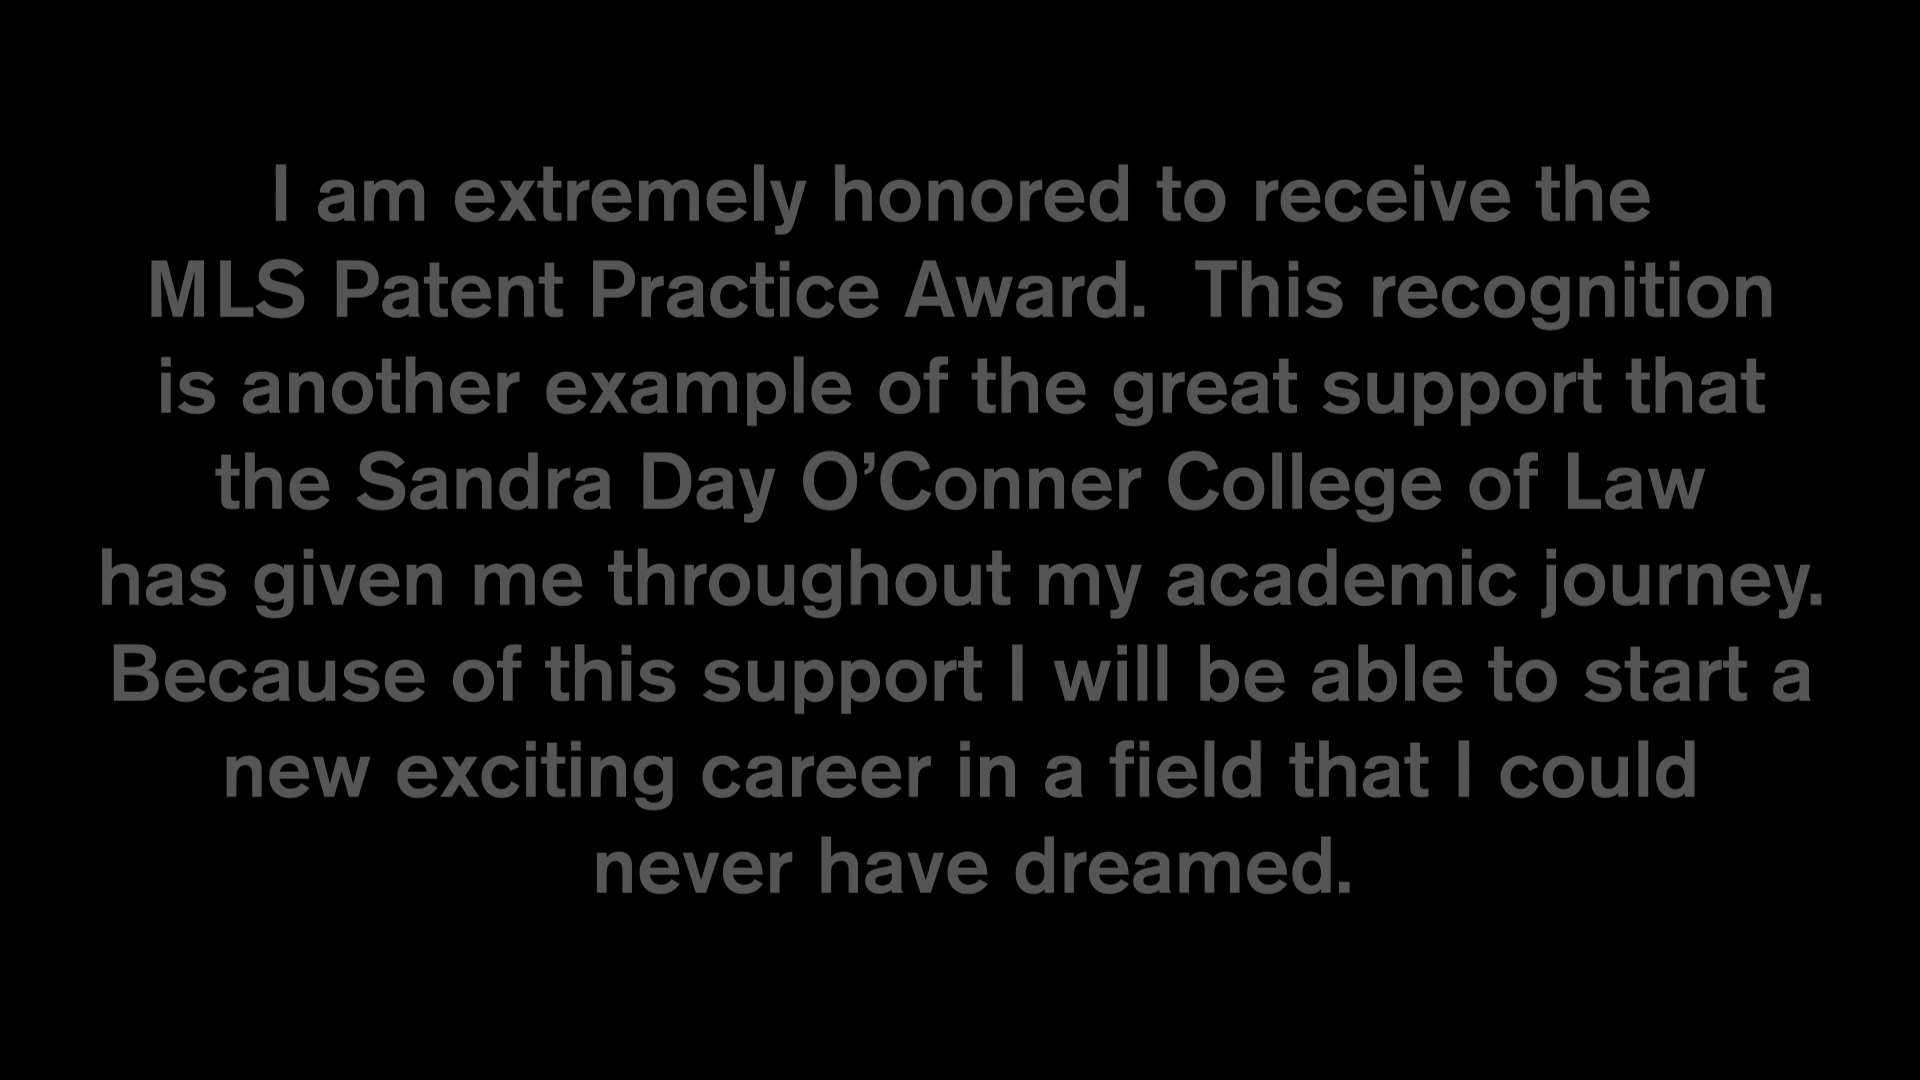 I am extremely honored to receive the
MLS Patent Practice Award.  This recognition
is another example of the great support that
the Sandra Day O’Conner College of Law
has given me throughout my academic journey.
Because of this support I will be able to start a
new exciting career in a field that I could
never have dreamed.